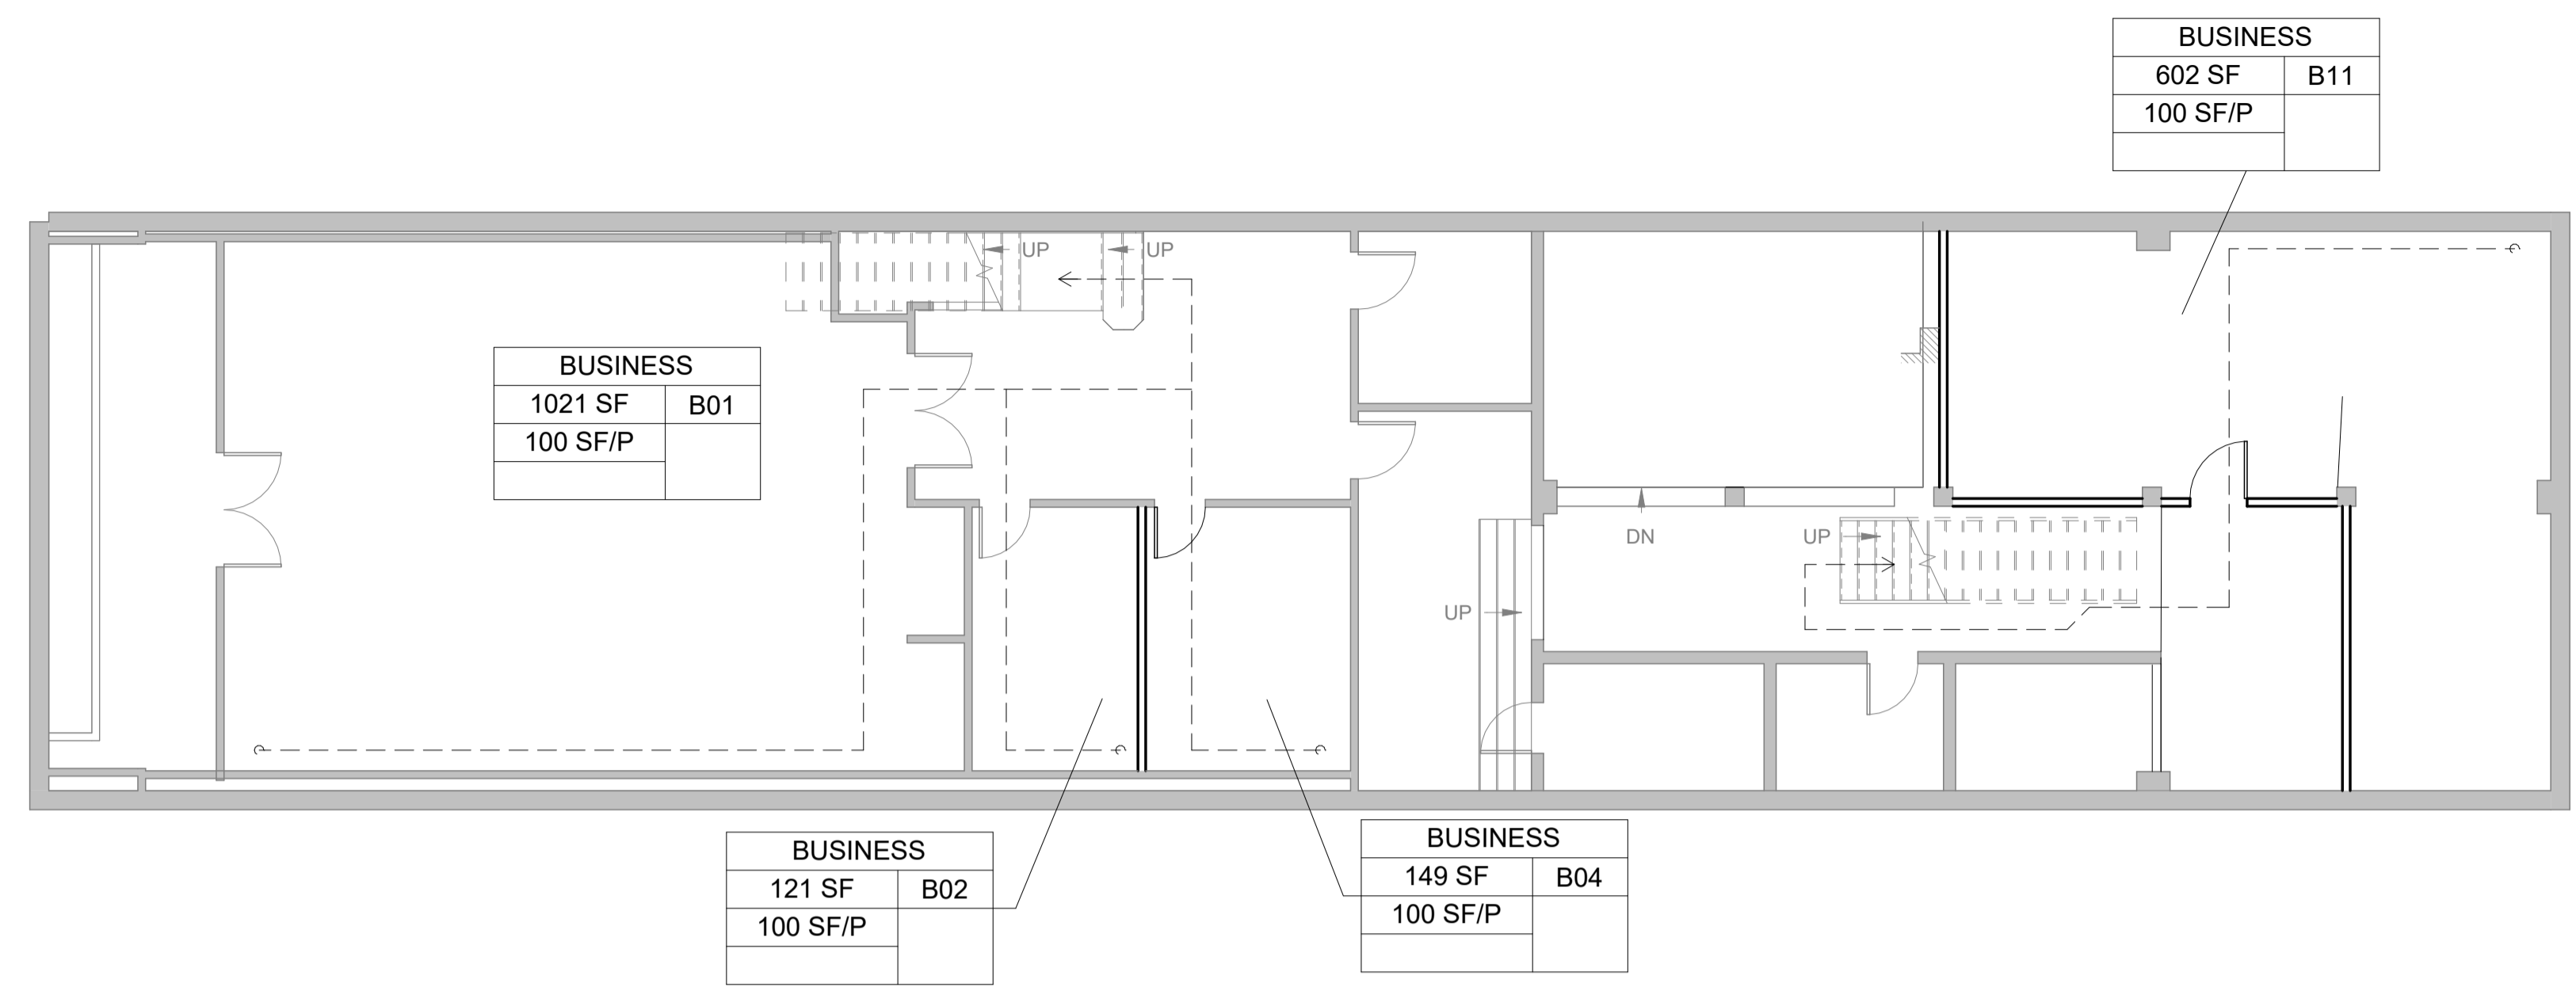 BUSINESS
602 SF B11
100 SF/P
UP UP
BUSINESS
1021 SF B01
100 SF/P
DN
UP
UP
BUSINESS
121 SF B02
100 SF/P
BUSINESS
149 SF B04
100 SF/P